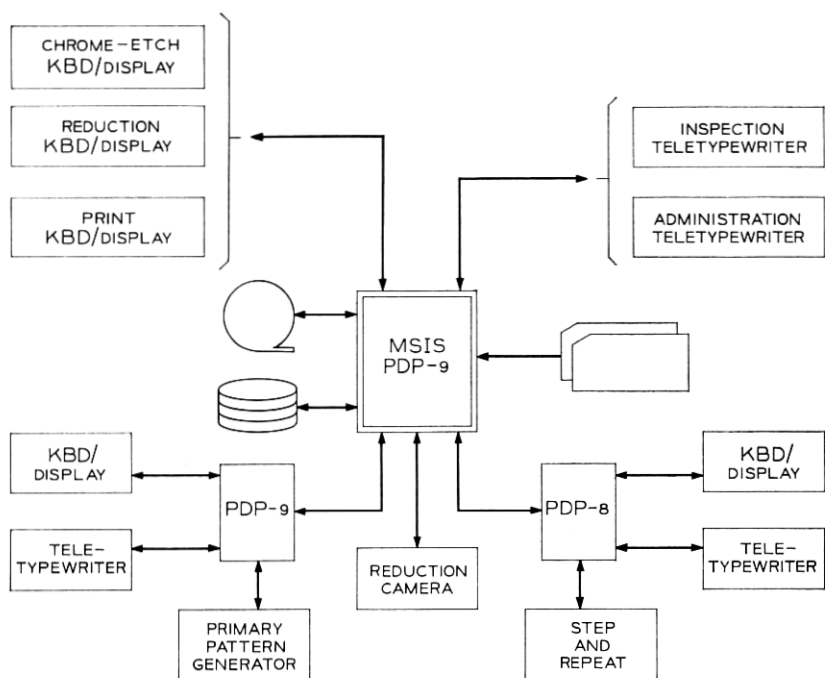 CHROME-ETCH
KBD/DISPLAY
REDUCTION
KBD/DISPLAY
PRINT
KBD/DISPLAY
INSPECTION
TELETYPEWRITER
ADMINISTRATION
TELETYPEWRITER
MSIS
PDP-9
KBD/
DISPLAY
TELE-
TYPEWRITER
PDP-9
PRIMARY
PATTERN
GENERATOR
REDUCTION
CAMERA
PDP-8
STEP
AND
REPEAT
KBD/
DISPLAY
TELE-
TYPEWRITER